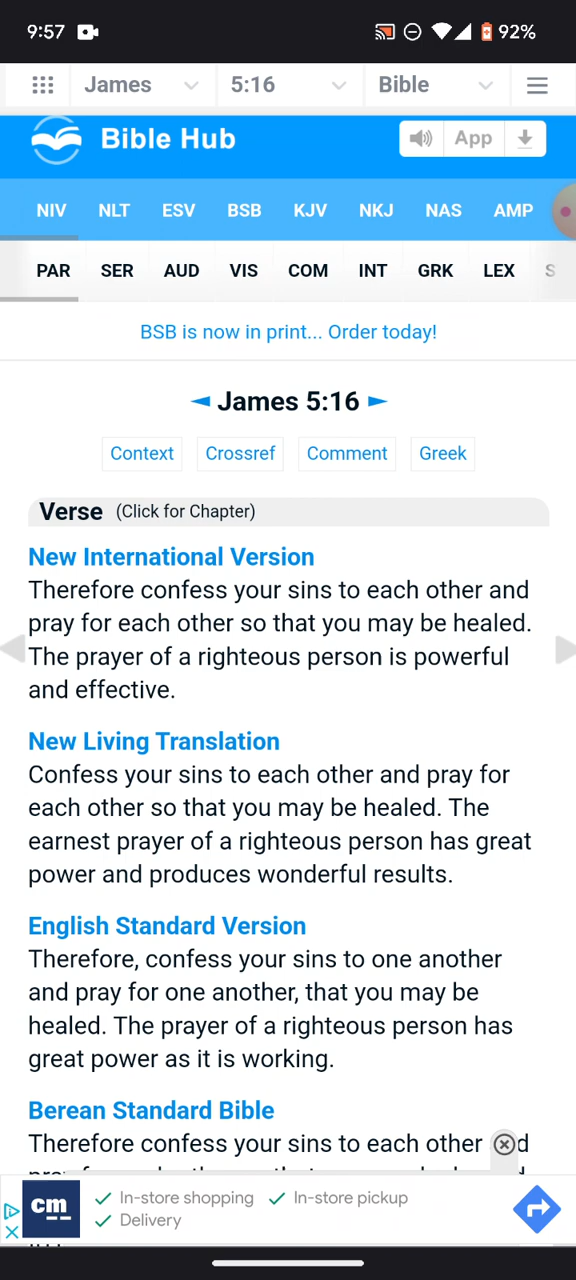 9:57 92%
James 5:16 Bible
Bible Hub App
NIV NLT ESV BSB KJV NKJ NAS AMP
PAR SER AUD VIS COM INT GRK LEX S
BSB is now in print... Order today!
◄ James 5:16 ►
Context Crossref Comment Greek
Verse (Click for Chapter)
New International Version
Therefore confess your sins to each other and
pray for each other so that you may be healed.
The prayer of a righteous person is powerful
and effective.
New Living Translation
Confess your sins to each other and pray for
each other so that you may be healed. The
earnest prayer of a righteous person has great
power and produces wonderful results.
English Standard Version
Therefore, confess your sins to one another
and pray for one another, that you may be
healed. The prayer of a righteous person has
great power as it is working.
Berean Standard Bible
Therefore confess your sins to each other
cm In-store shopping In-store pickup
Delivery